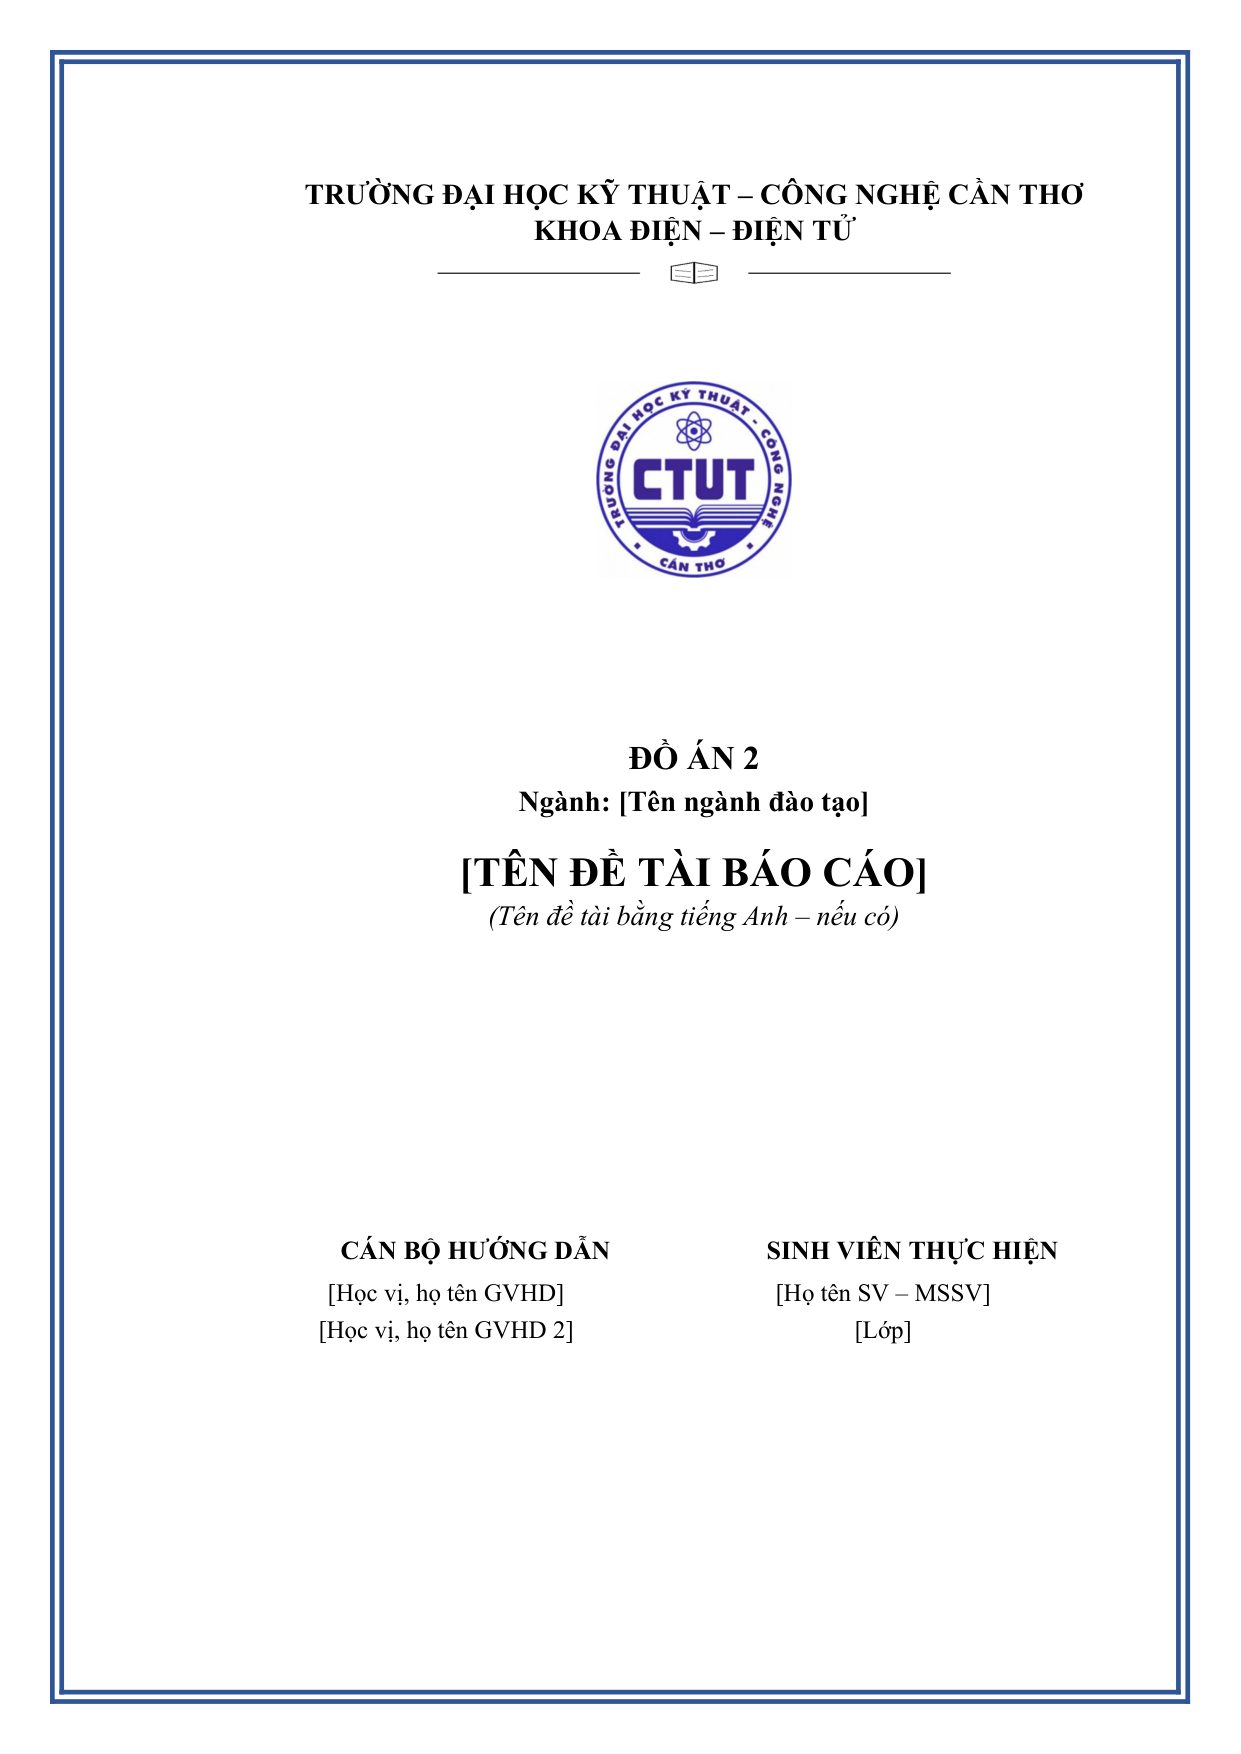 TRƯỜNG ĐẠI HỌC KỸ THUẬT – CÔNG NGHỆ CẦN THƠ
KHOA ĐIỆN – ĐIỆN TỬ
TRƯỜNG ĐẠI HỌC KỸ THUẬT - CÔNG NGHỆ
CTUT
CẦN THƠ
ĐỒ ÁN 2
Ngành: [Tên ngành đào tạo]
[TÊN ĐỀ TÀI BÁO CÁO]
(Tên đề tài bằng tiếng Anh – nếu có)
CÁN BỘ HƯỚNG DẪN SINH VIÊN THỰC HIỆN
[Học vị, họ tên GVHD] [Họ tên SV – MSSV]
[Học vị, họ tên GVHD 2] [Lớp]